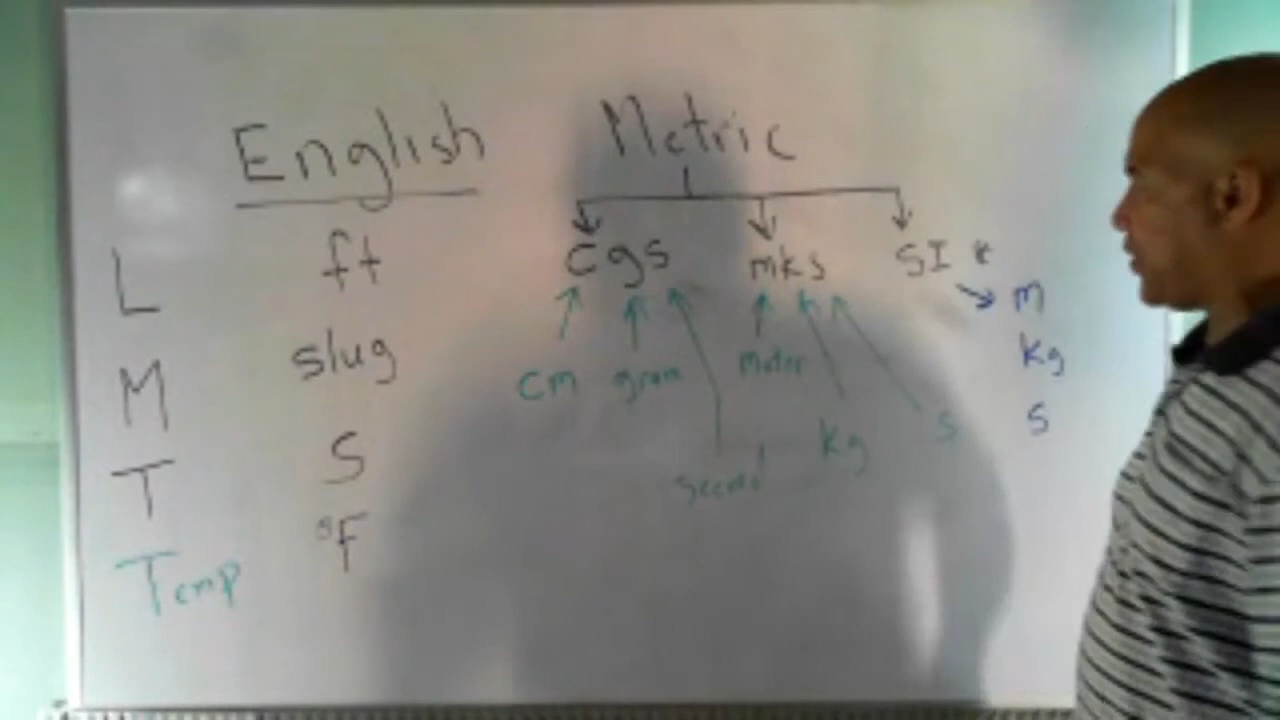 English Metric
L ft cgs mks SI *
m
M slug cm gram meter kg
T s second kg s s
Temp °F